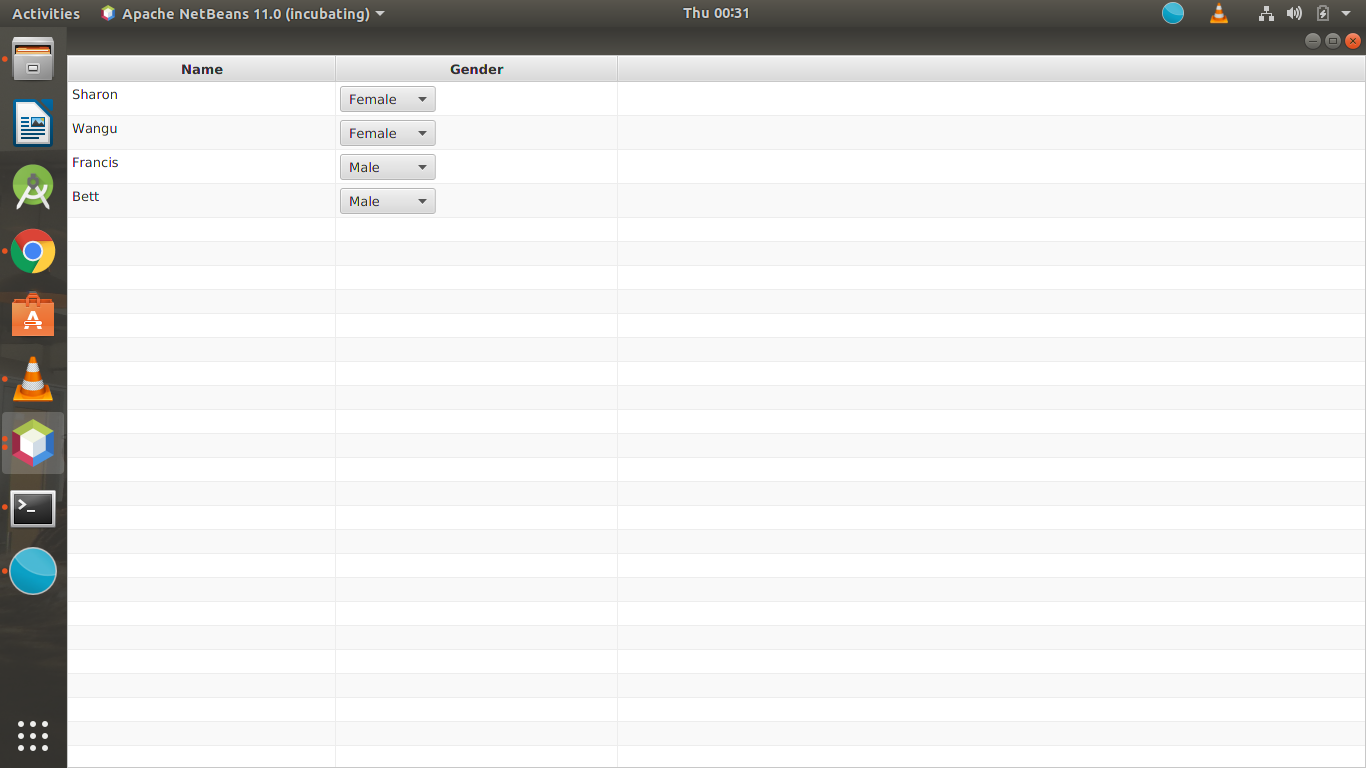 Activities Apache NetBeans 11.0 (incubating) Thu 00:31
Name Gender
Sharon Female
Wangu Female
Francis Male
Bett Male